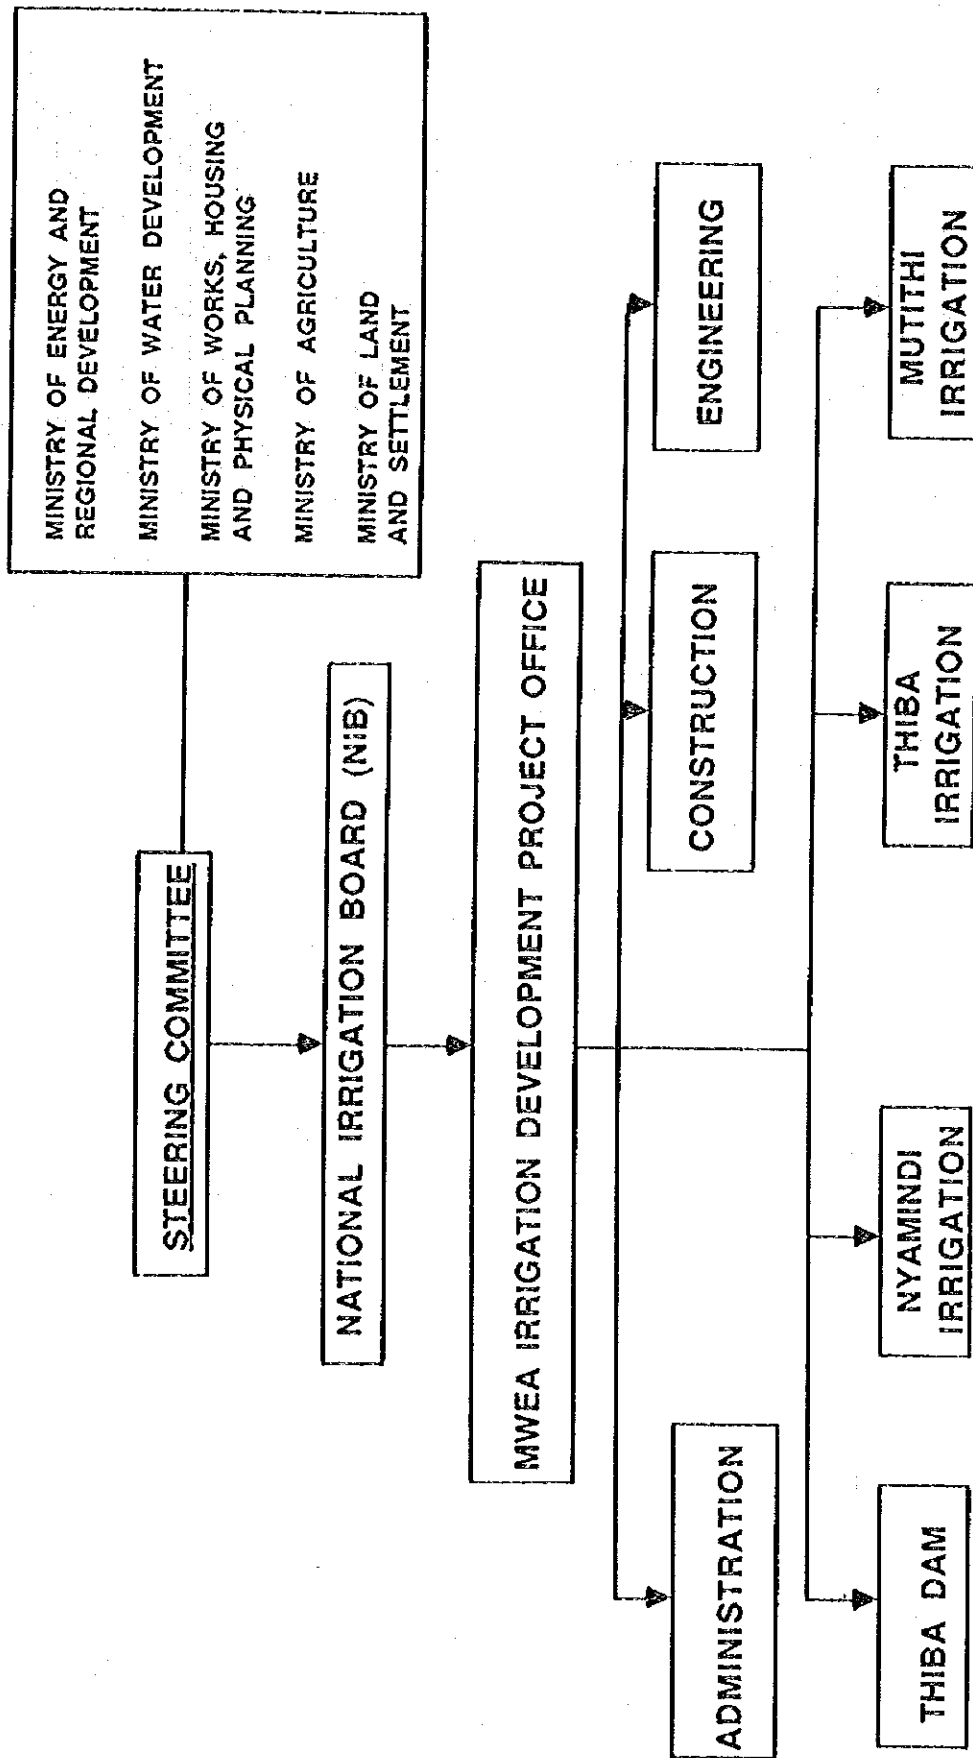 MINISTRY OF ENERGY AND
REGIONAL DEVELOPMENT
MINISTRY OF WATER DEVELOPMENT
MINISTRY OF WORKS, HOUSING
AND PHYSICAL PLANNING
MINISTRY OF AGRICULTURE
MINISTRY OF LAND
AND SETTLEMENT
STEERING COMMITTEE
NATIONAL IRRIGATION BOARD (NIB)
MWEA IRRIGATION DEVELOPMENT PROJECT OFFICE
ADMINISTRATION
CONSTRUCTION
ENGINEERING
THIBA DAM
NYAMINDI
IRRIGATION
THIBA
IRRIGATION
MUTITHI
IRRIGATION